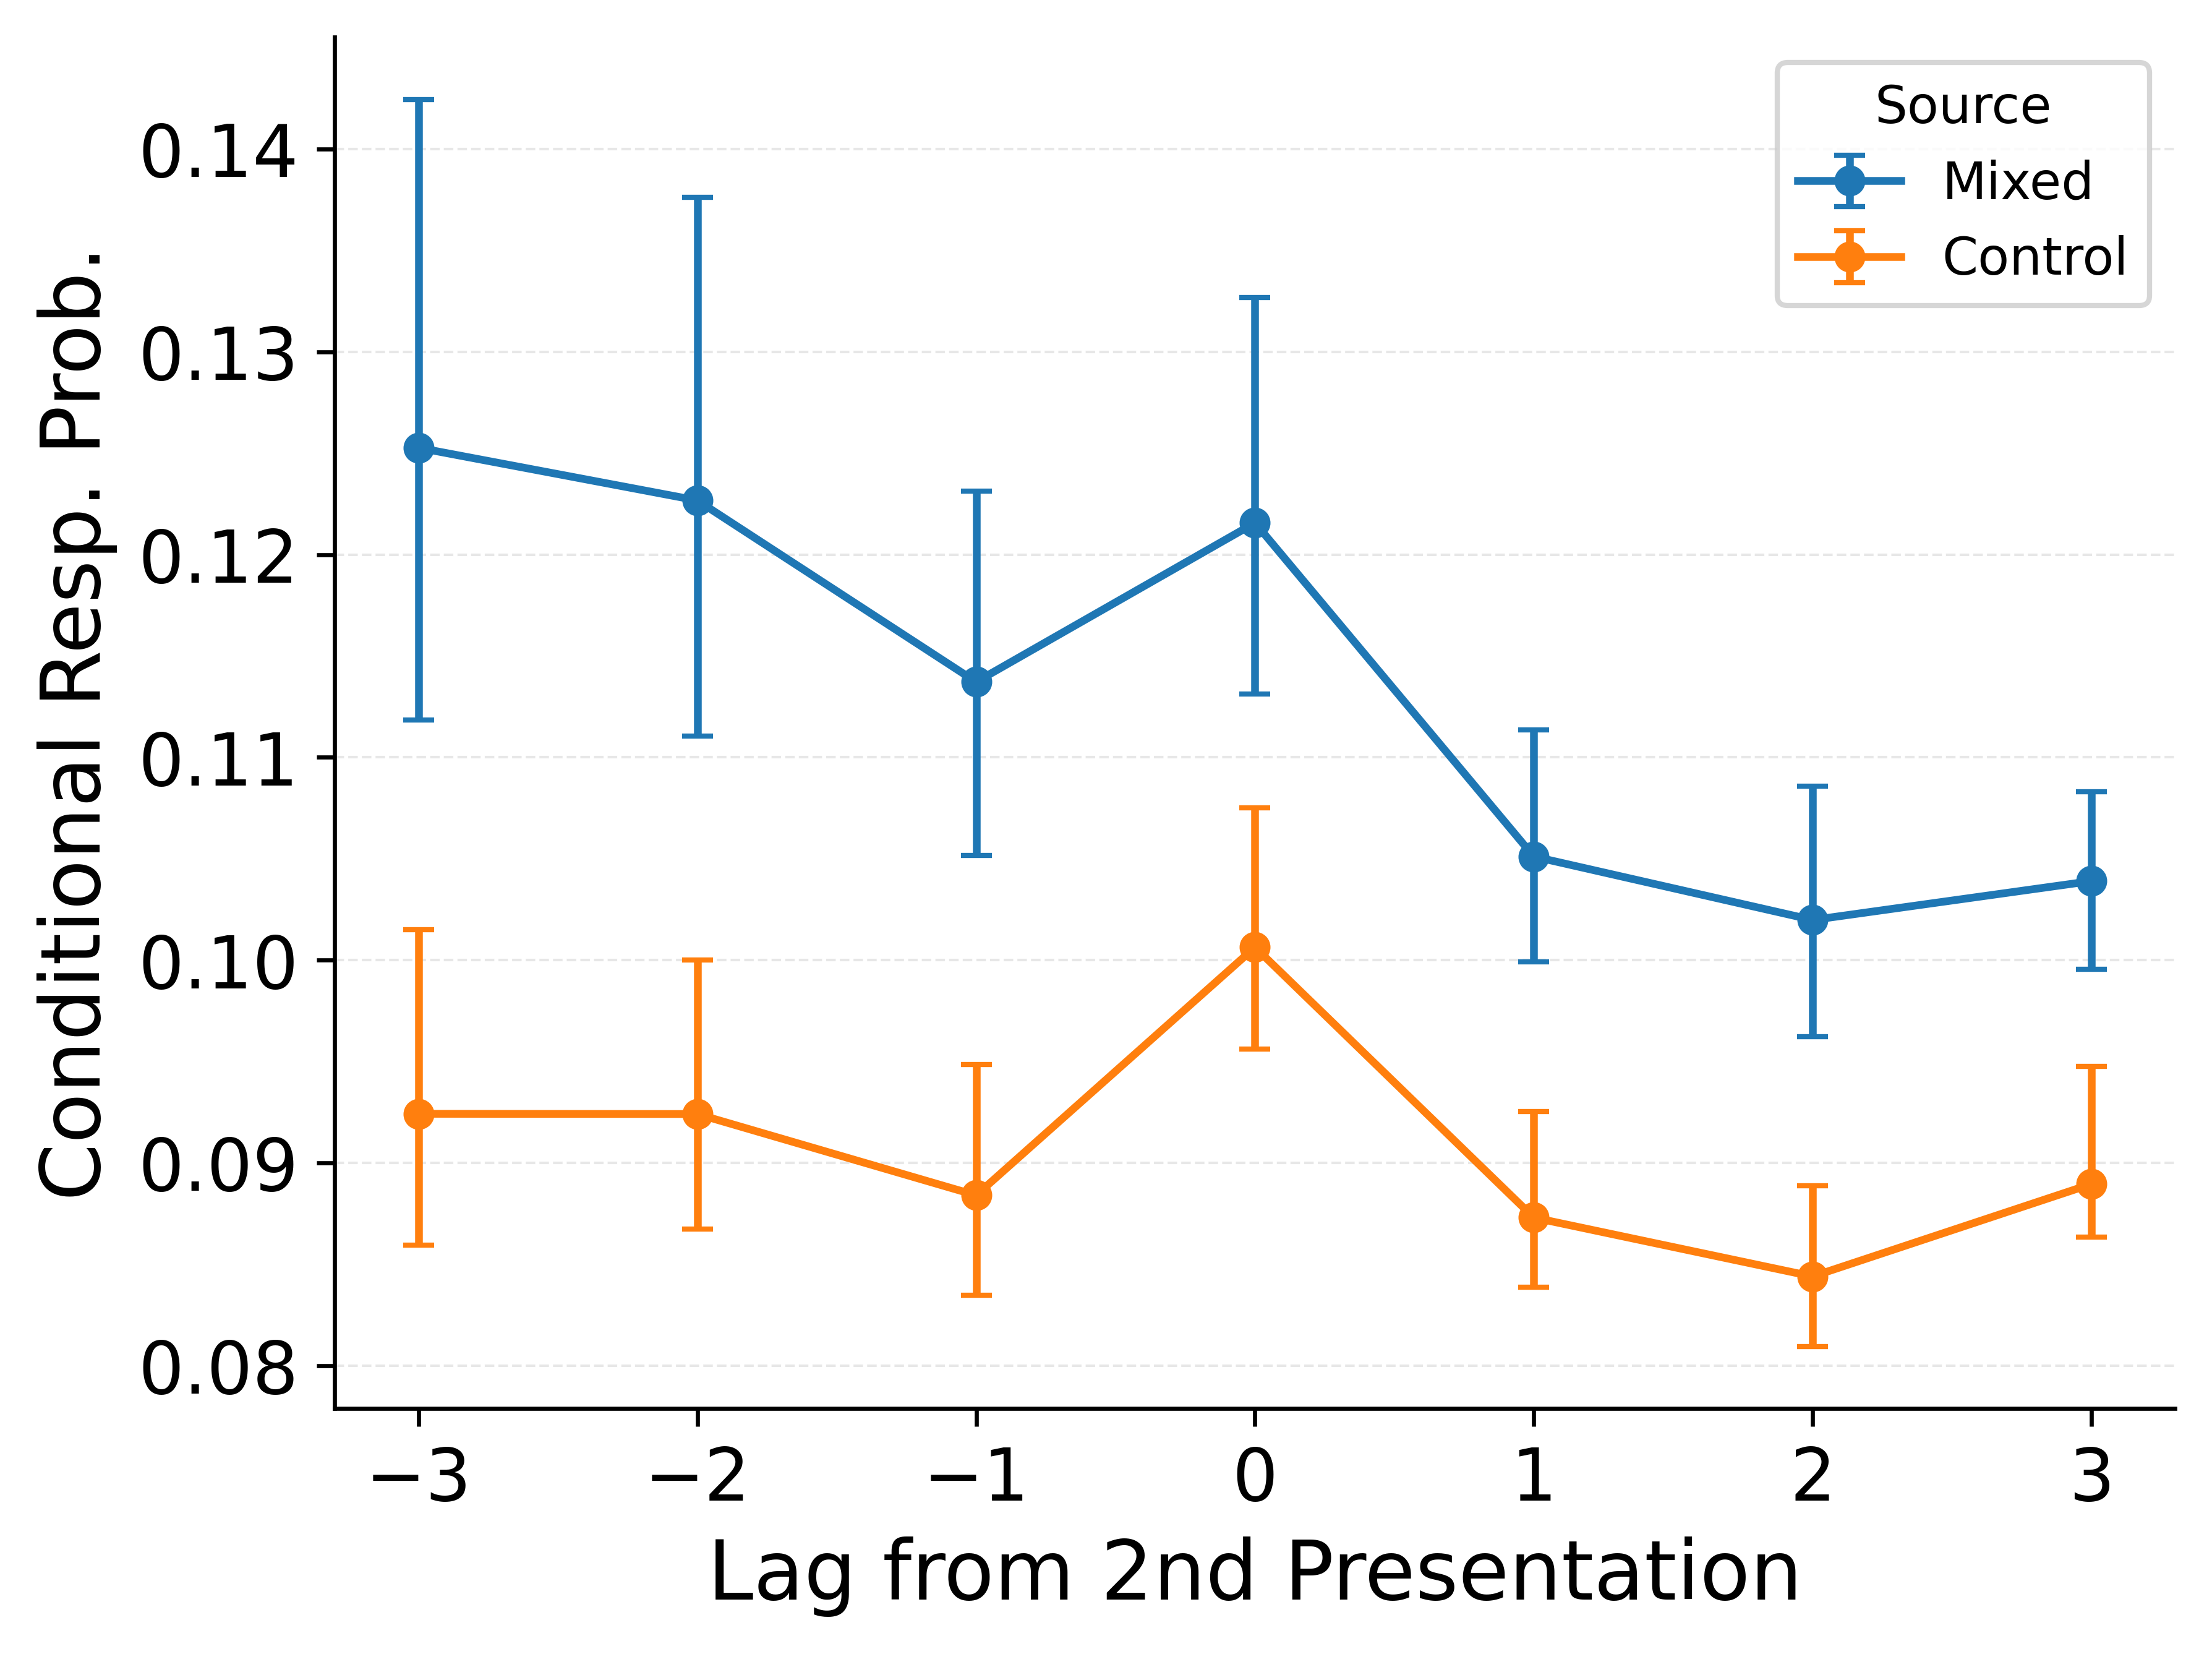 Conditional Resp. Prob.
0.14
0.13
0.12
0.11
0.10
0.09
0.08
Source
Mixed
Control
−3 −2 −1 0 1 2 3
Lag from 2nd Presentation